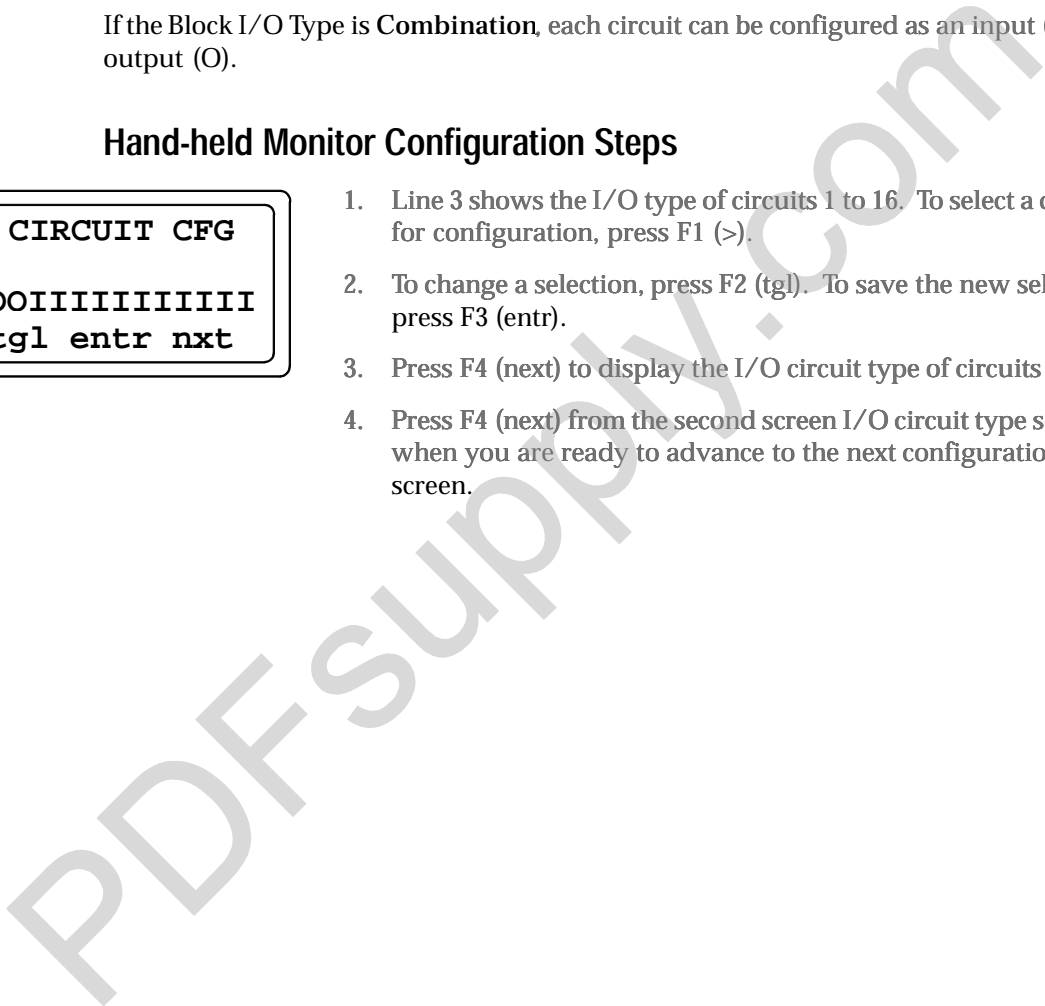 If the Block I/O Type is Combination, each circuit can be configured as an input
output (O).
Hand-held Monitor Configuration Steps
CIRCUIT CFG
OIIIIIIIIIII
tgl entr nxt
1. Line 3 shows the I/O type of circuits 1 to 16. To select a
for configuration, press F1 (>).
2. To change a selection, press F2 (tgl). To save the new
press F3 (entr).
3. Press F4 (next) to display the I/O circuit type of circuits
4. Press F4 (next) from the second screen I/O circuit type
when you are ready to advance to the next
screen.
PDFsupply.com